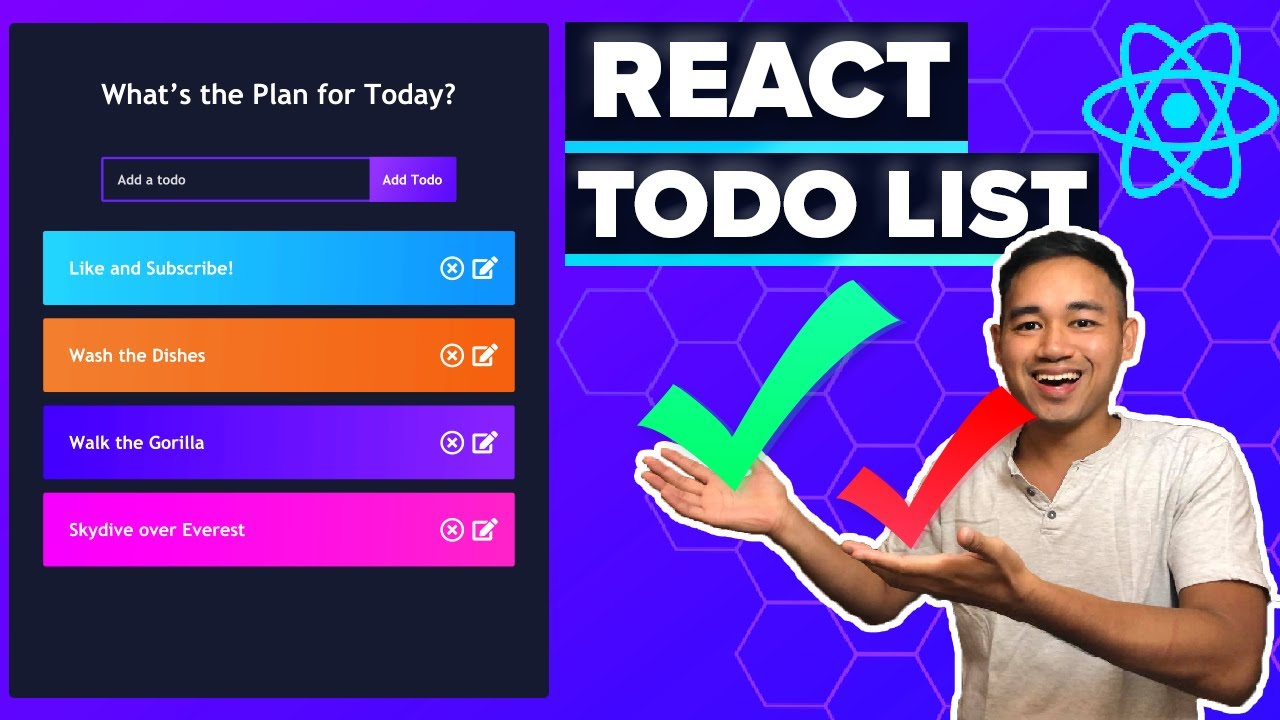 What's the Plan for Today?
Add a todo
Add Todo
Like and Subscribe!
Wash the Dishes
Walk the Gorilla
Skydive over Everest
REACT
TODO LIST